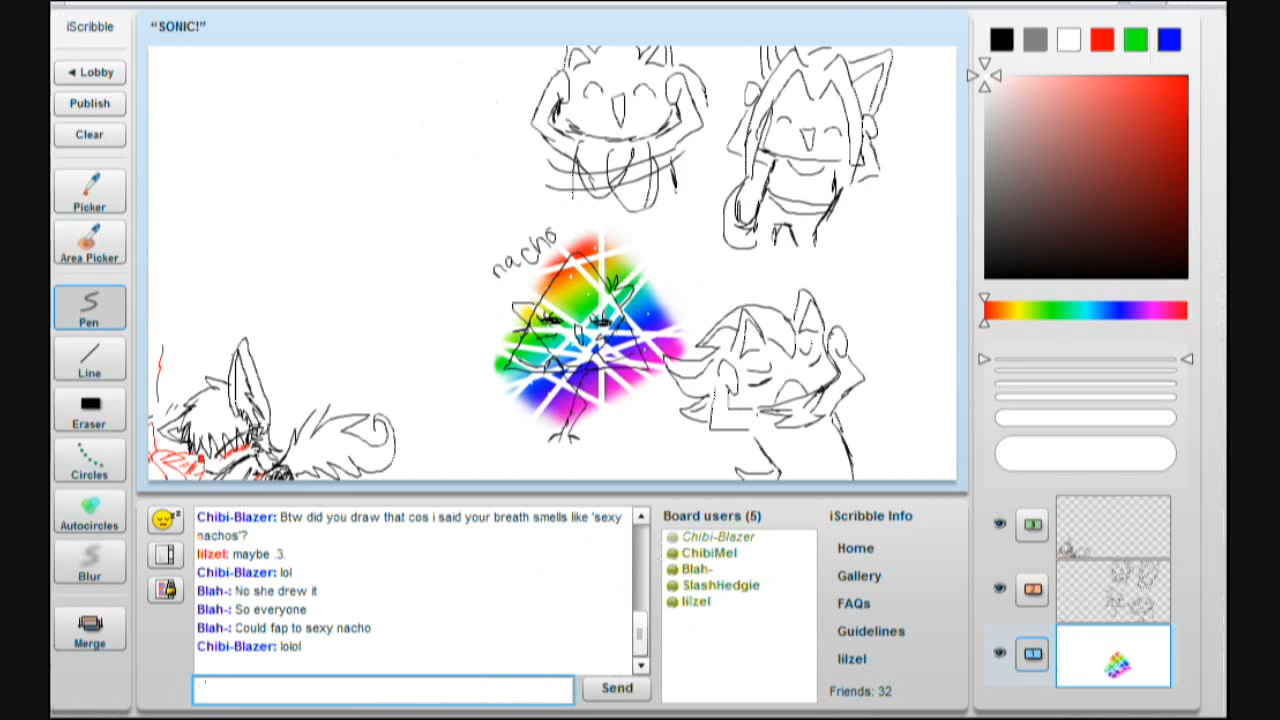 iScribble
"SONIC!"
◄ Lobby
Publish
Clear
Picker
Area Picker
Pen
Line
Eraser
Circles
Autocircles
Blur
Merge
nacho
Chibi-Blazer: Btw did you draw that cos i said your breath smells like 'sexy
nachos'?
lilzel: maybe .3.
Chibi-Blazer: lol
Blah-: No she drew it
Blah-: So everyone
Blah-: Could fap to sexy nacho
Chibi-Blazer: lolol
Send
Board users (5)
Chibi-Blazer
ChibiMel
Blah-
SlashHedgie
lilzel
iScribble Info
Home
Gallery
FAQs
Guidelines
lilzel
Friends: 32
3
2
1